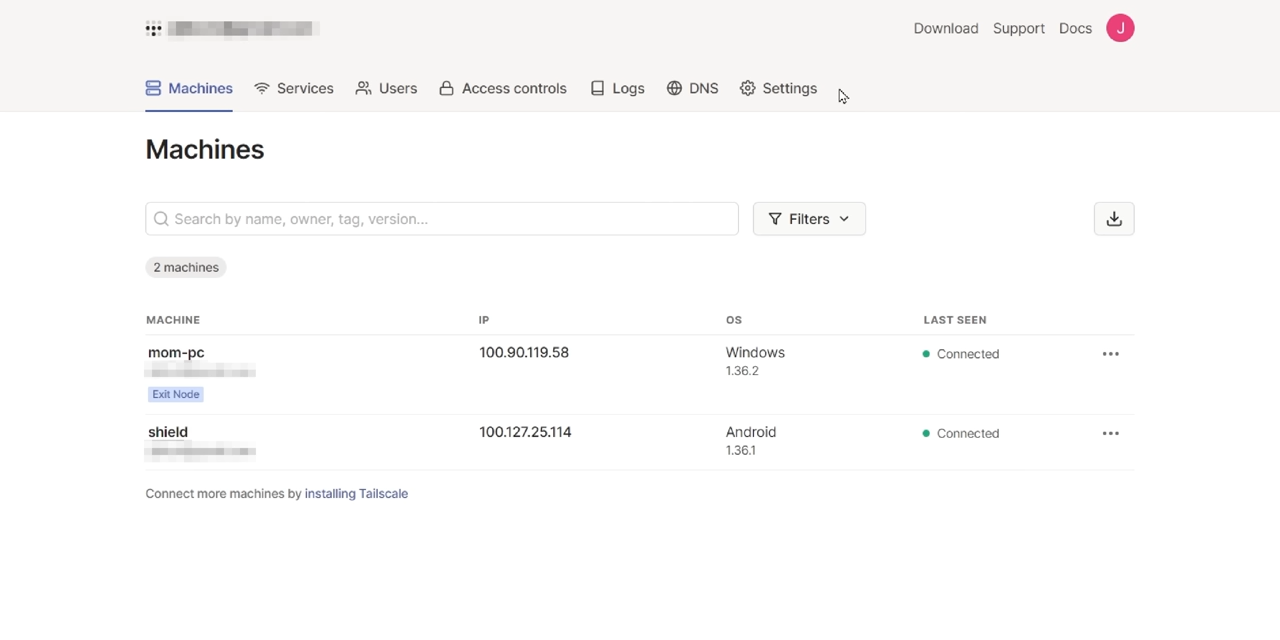 Download Support Docs J
Machines Services Users Access controls Logs DNS Settings
Machines
Search by name, owner, tag, version...
Filters
2 machines
MACHINE IP OS LAST SEEN
mom-pc 100.90.119.58 Windows Connected
1.36.2
Exit Node
shield 100.127.25.114 Android Connected
1.36.1
Connect more machines by installing Tailscale